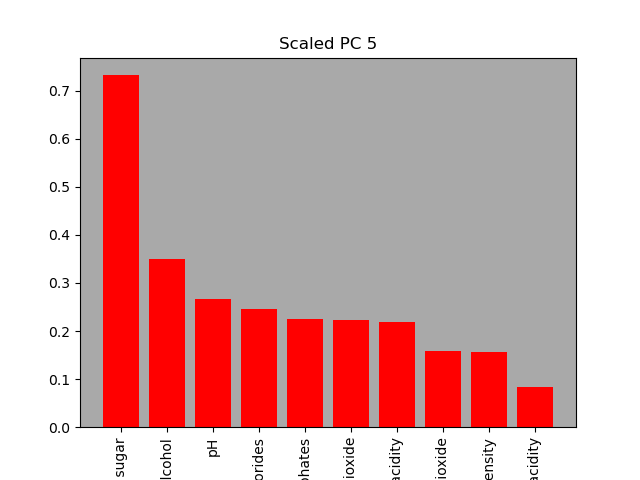 Scaled PC 5
0.7
0.6
0.5
0.4
0.3
0.2
0.1
0.0
sugar
lcohol
pH
orides
phates
ioxide
acidity
ioxide
ensity
acidity